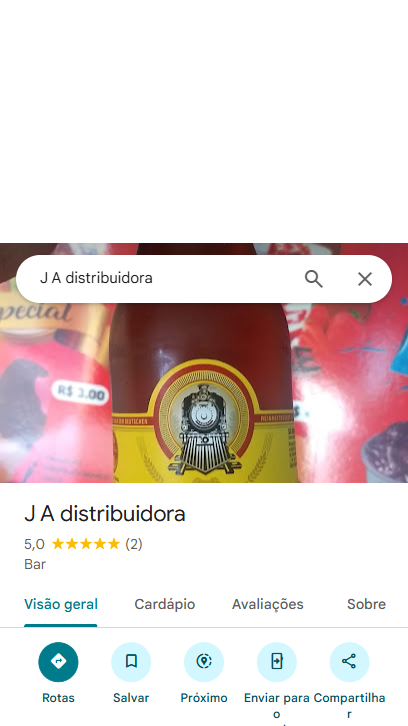 J A distribuidora
pecial
R$ 3,00
J A distribuidora
5,0
(2)
Bar
Visão geral
Cardápio
Avaliações
Sobre
Rotas
Salvar
Próximo
Enviar para
o
Compartilha
r